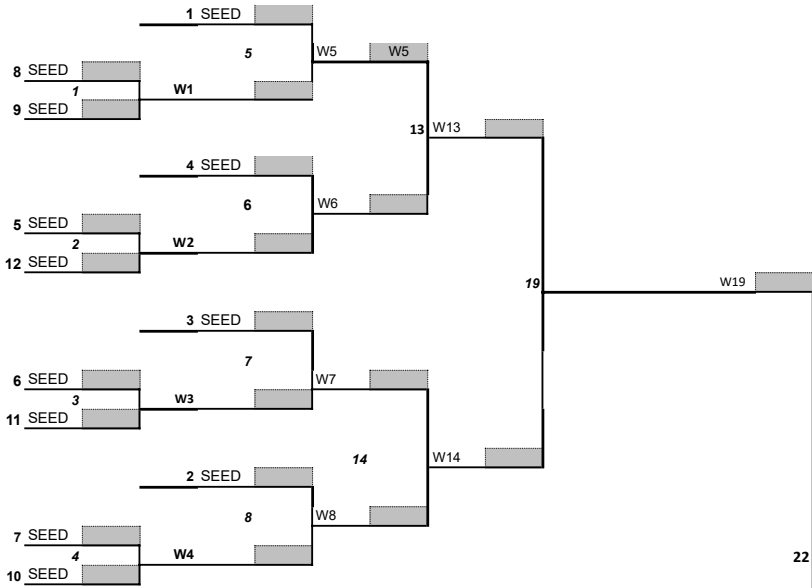 1 SEED
5
W5
W5
8 SEED
1
W1
9 SEED
13
W13
4 SEED
6
W6
5 SEED
2
W2
12 SEED
19
W19
3 SEED
7
W7
6 SEED
3
W3
11 SEED
14
W14
2 SEED
8
W8
7 SEED
4
W4
10 SEED
22